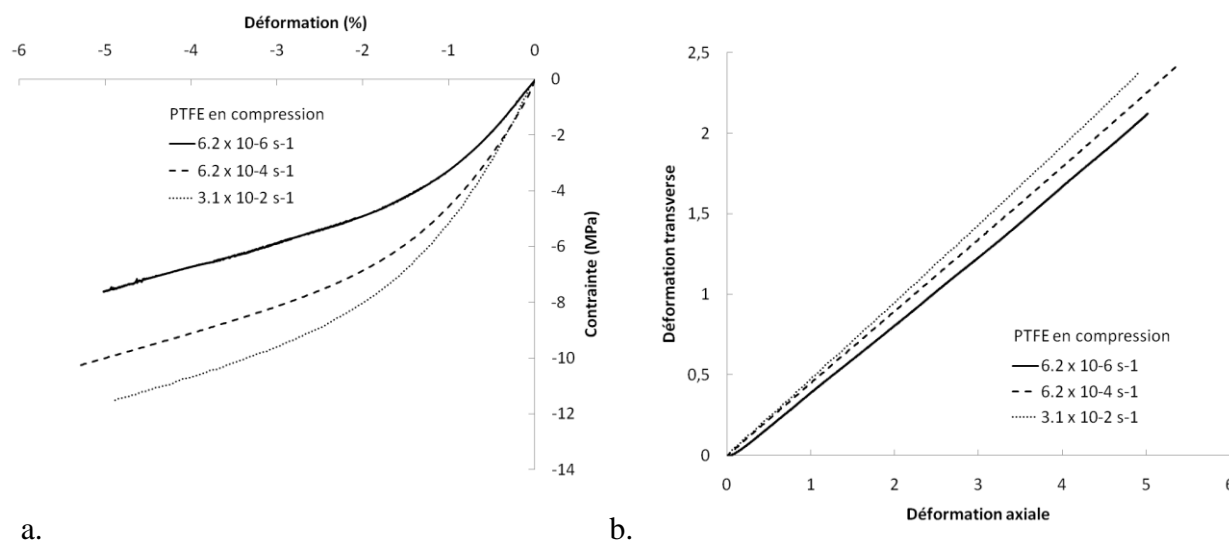 Déformation (%)
-6 -5 -4 -3 -2 -1 0
0
-2
-4
-6
-8
-10
-12
-14
Contrainte (MPa)
PTFE en compression
6.2 x 10-6 s-1
6.2 x 10-4 s-1
3.1 x 10-2 s-1
a.
2,5
2
1,5
1
0,5
0
Déformation transverse
PTFE en compression
6.2 x 10-6 s-1
6.2 x 10-4 s-1
3.1 x 10-2 s-1
0 1 2 3 4 5 6
Déformation axiale
b.